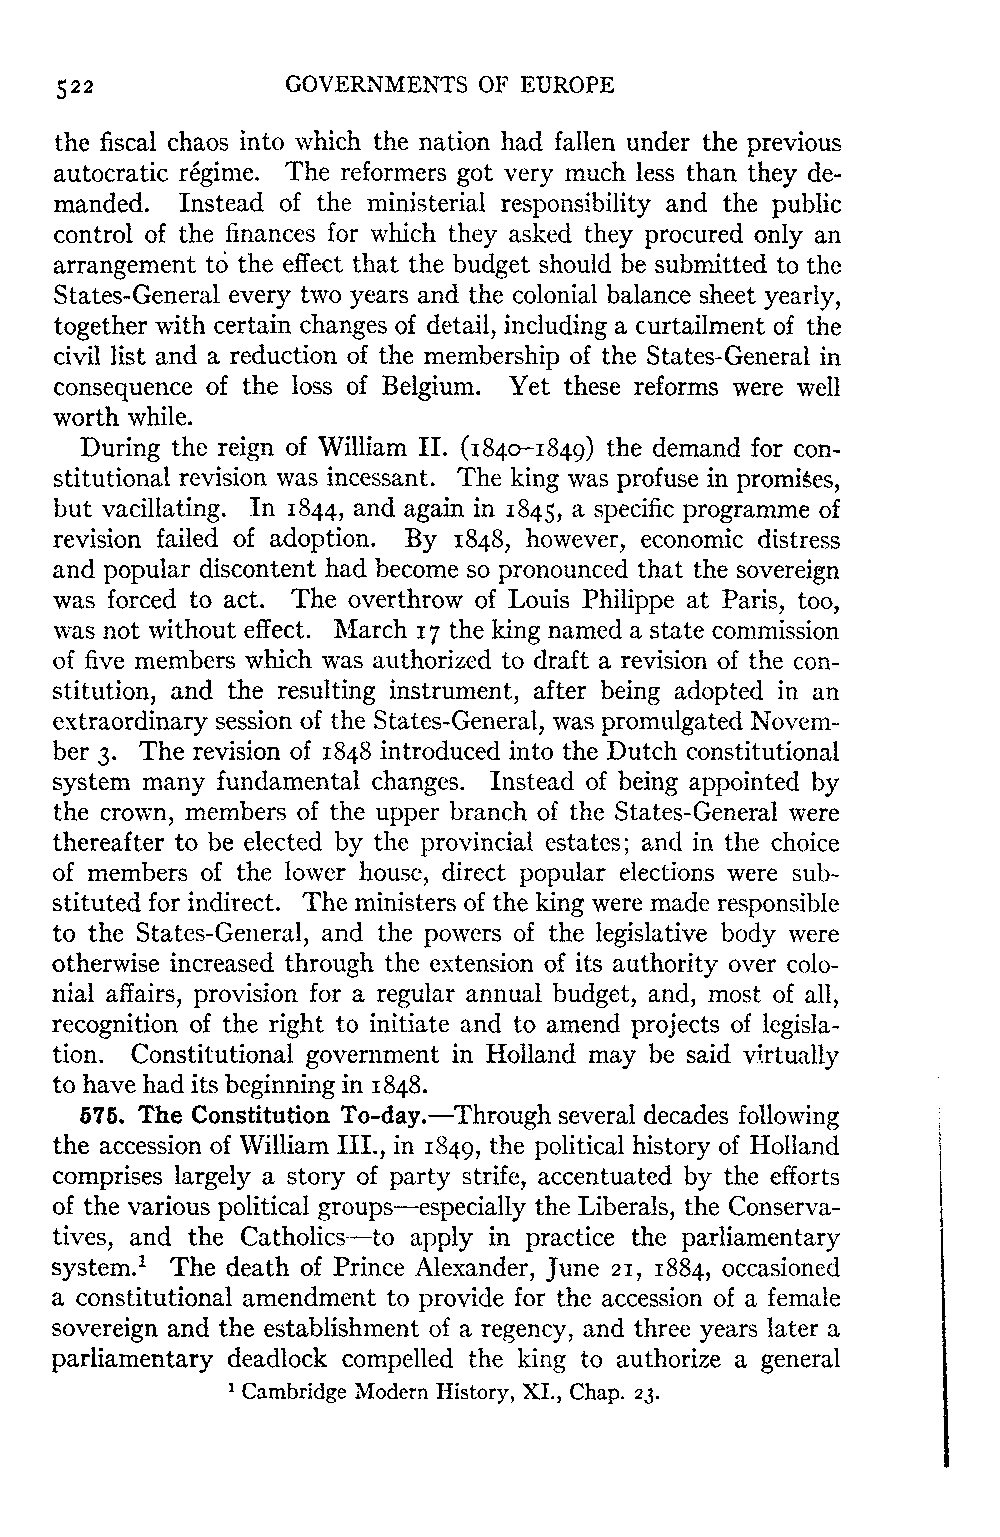 522 GOVERNMENTS OF EUROPE
the fiscal chaos into which the nation had fallen under the previous
autocratic régime. The reformers got very much less than they de-
manded. Instead of the ministerial responsibility and the public
control of the finances for which they asked they procured only an
arrangement to the effect that the budget should be submitted to the
States-General every two years and the colonial balance sheet yearly,
together with certain changes of detail, including a curtailment of the
civil list and a reduction of the membership of the States-General in
consequence of the loss of Belgium. Yet these reforms were well
worth while.
During the reign of William II. (1840–1849) the demand for con-
stitutional revision was incessant. The king was profuse in promises,
but vacillating. In 1844, and again in 1845, a specific programme of
revision failed of adoption. By 1848, however, economic distress
and popular discontent had become so pronounced that the sovereign
was forced to act. The overthrow of Louis Philippe at Paris, too,
was not without effect. March 17 the king named a state commission
of five members which was authorized to draft a revision of the con-
stitution, and the resulting instrument, after being adopted in an
extraordinary session of the States-General, was promulgated Novem-
ber 3. The revision of 1848 introduced into the Dutch constitutional
system many fundamental changes. Instead of being appointed by
the crown, members of the upper branch of the States-General were
thereafter to be elected by the provincial estates; and in the choice
of members of the lower house, direct popular elections were sub-
stituted for indirect. The ministers of the king were made responsible
to the States-General, and the powers of the legislative body were
otherwise increased through the extension of its authority over colo-
nial affairs, provision for a regular annual budget, and, most of all,
recognition of the right to initiate and to amend projects of legisla-
tion. Constitutional government in Holland may be said virtually
to have had its beginning in 1848.
575. The Constitution To-day.—Through several decades following
the accession of William III., in 1849, the political history of Holland
comprises largely a story of party strife, accentuated by the efforts
of the various political groups—especially the Liberals, the Conserva-
tives, and the Catholics—to apply in practice the parliamentary
system.¹ The death of Prince Alexander, June 21, 1884, occasioned
a constitutional amendment to provide for the accession of a female
sovereign and the establishment of a regency, and three years later a
parliamentary deadlock compelled the king to authorize a general
¹ Cambridge Modern History, XI., Chap. 23.